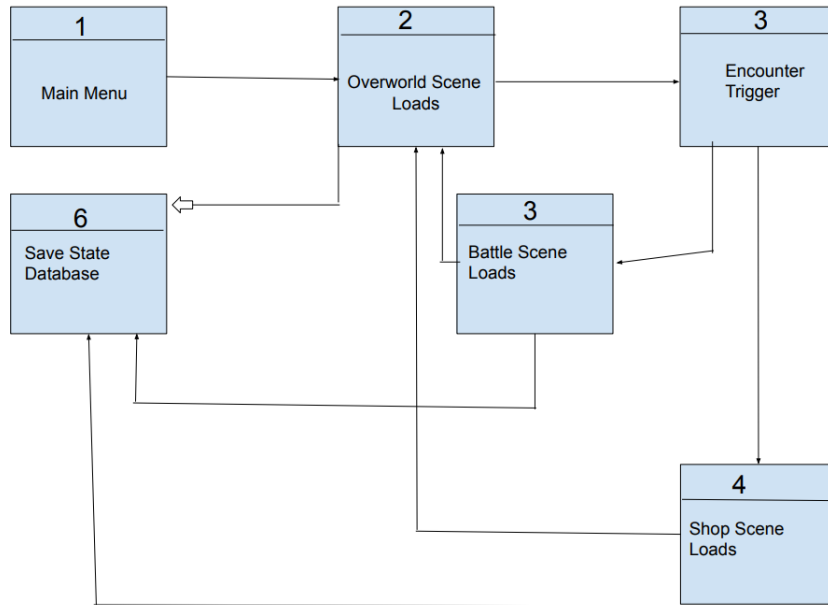 1
Main Menu
2
Overworld Scene
Loads
3
Encounter
Trigger
6
Save State
Database
3
Battle Scene
Loads
4
Shop Scene
Loads